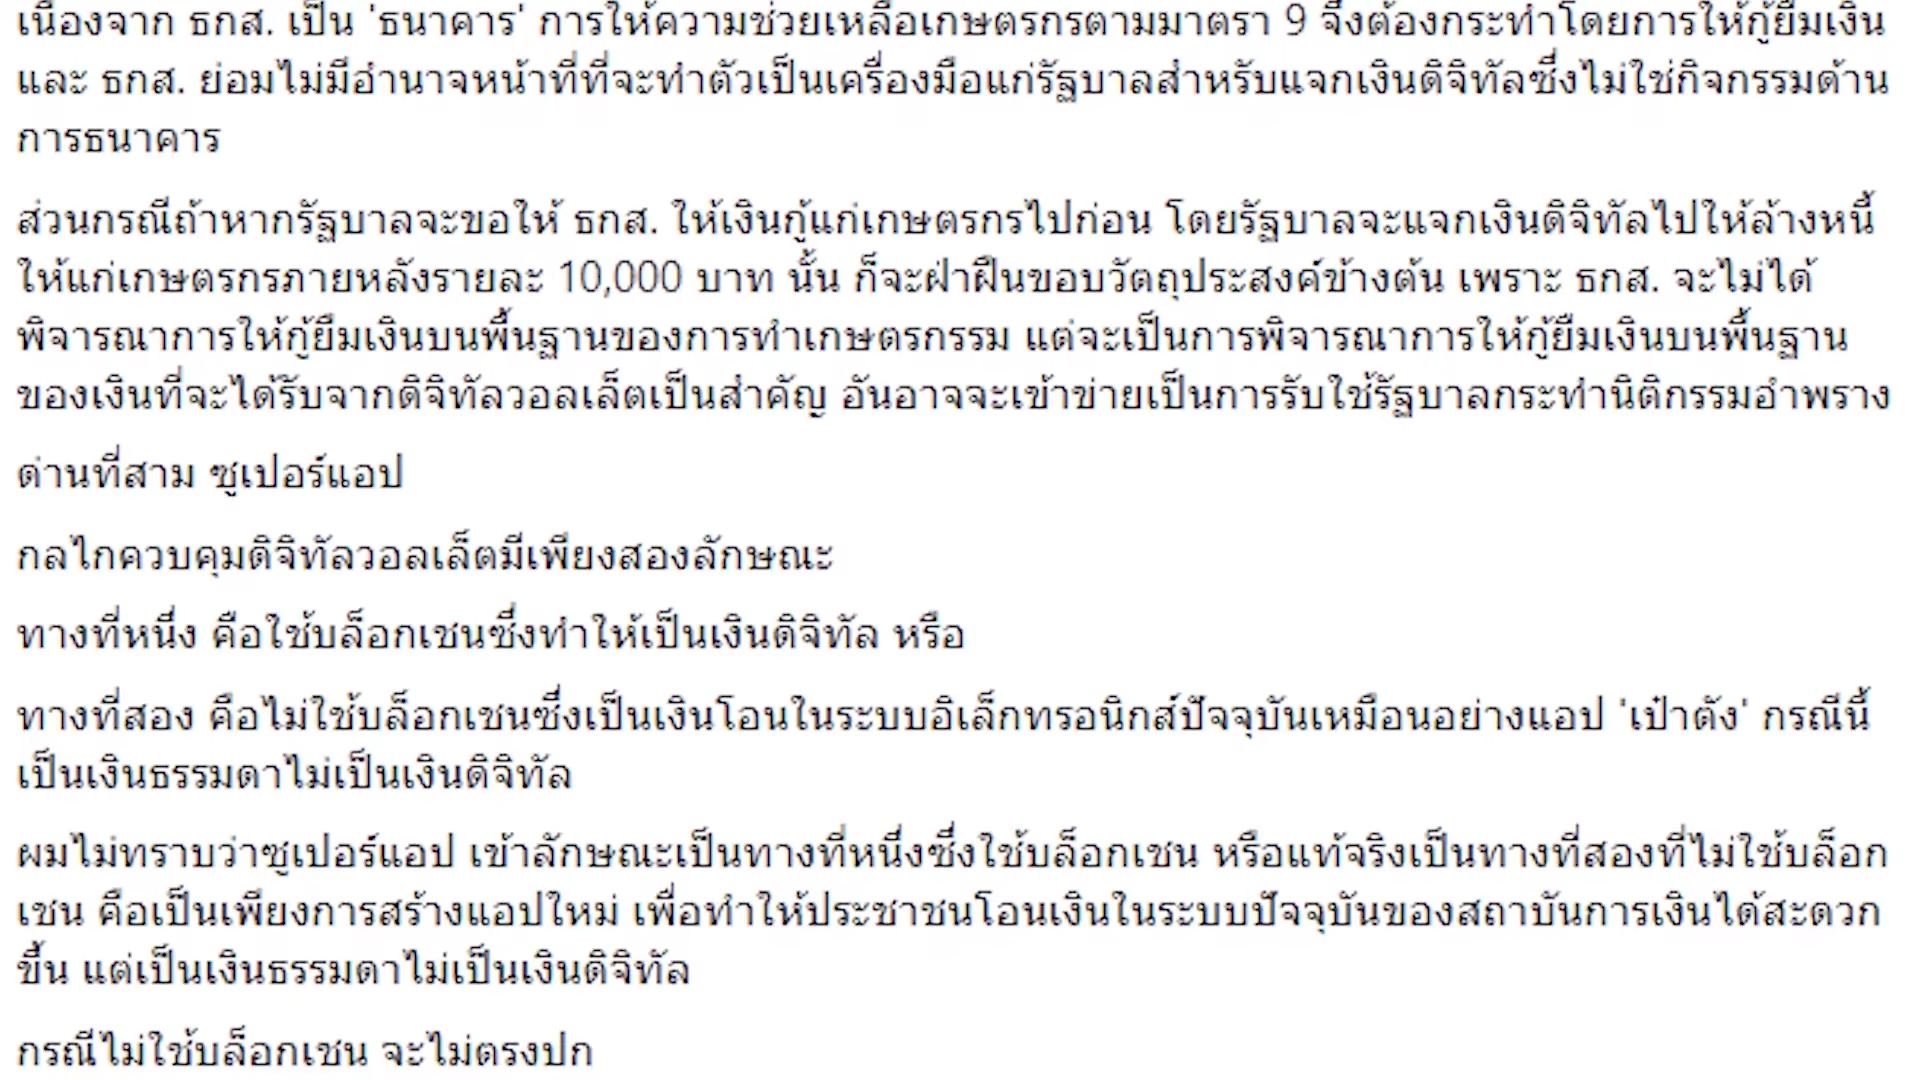 เนื่องจาก ธกส. เป็น 'ธนาคาร' การให้ความช่วยเหลือเกษตรกรตามมาตรา 9 จึงต้องกระทำโดยการให้กู้ยืมเงิน
และ ธกส. ย่อมไม่มีอำนาจหน้าที่ที่จะทำตัวเป็นเครื่องมือแก่รัฐบาลสำหรับแจกเงินดิจิทัลซึ่งไม่ใช่กิจกรรมด้าน
การธนาคาร
ส่วนกรณีถ้าหากรัฐบาลจะขอให้ ธกส. ให้เงินกู้แก่เกษตรกรไปก่อน โดยรัฐบาลจะแจกเงินดิจิทัลไปให้ล้างหนี้
ให้แก่เกษตรกรภายหลังรายละ 10,000 บาท นั้น ก็จะฝ่าฝืนขอบวัตถุประสงค์ข้างต้น เพราะ ธกส. จะไม่ได้
พิจารณาการให้กู้ยืมเงินบนพื้นฐานของการทำเกษตรกรรม แต่จะเป็นการพิจารณาการให้กู้ยืมเงินบนพื้นฐาน
ของเงินที่จะได้รับจากดิจิทัลวอลเล็ตเป็นสำคัญ อันอาจจะเข้าข่ายเป็นการรับใช้รัฐบาลกระทำนิติกรรมอำพราง
ด่านที่สาม ซูเปอร์แอป
กลไกควบคุมดิจิทัลวอลเล็ตมีเพียงสองลักษณะ
ทางที่หนึ่ง คือใช้บล็อกเชนซึ่งทำให้เป็นเงินดิจิทัล หรือ
ทางที่สอง คือไม่ใช้บล็อกเชนซึ่งเป็นเงินโอนในระบบอิเล็กทรอนิกส์ปัจจุบันเหมือนอย่างแอป 'เป๋าตัง' กรณีนี้
เป็นเงินธรรมดาไม่เป็นเงินดิจิทัล
ผมไม่ทราบว่าซูเปอร์แอป เข้าลักษณะเป็นทางที่หนึ่งซึ่งใช้บล็อกเชน หรือแท้จริงเป็นทางที่สองที่ไม่ใช้บล็อก
เชน คือเป็นเพียงการสร้างแอปใหม่ เพื่อทำให้ประชาชนโอนเงินในระบบปัจจุบันของสถาบันการเงินได้สะดวก
ขึ้น แต่เป็นเงินธรรมดาไม่เป็นเงินดิจิทัล
กรณีไม่ใช้บล็อกเชน จะไม่ตรงปก